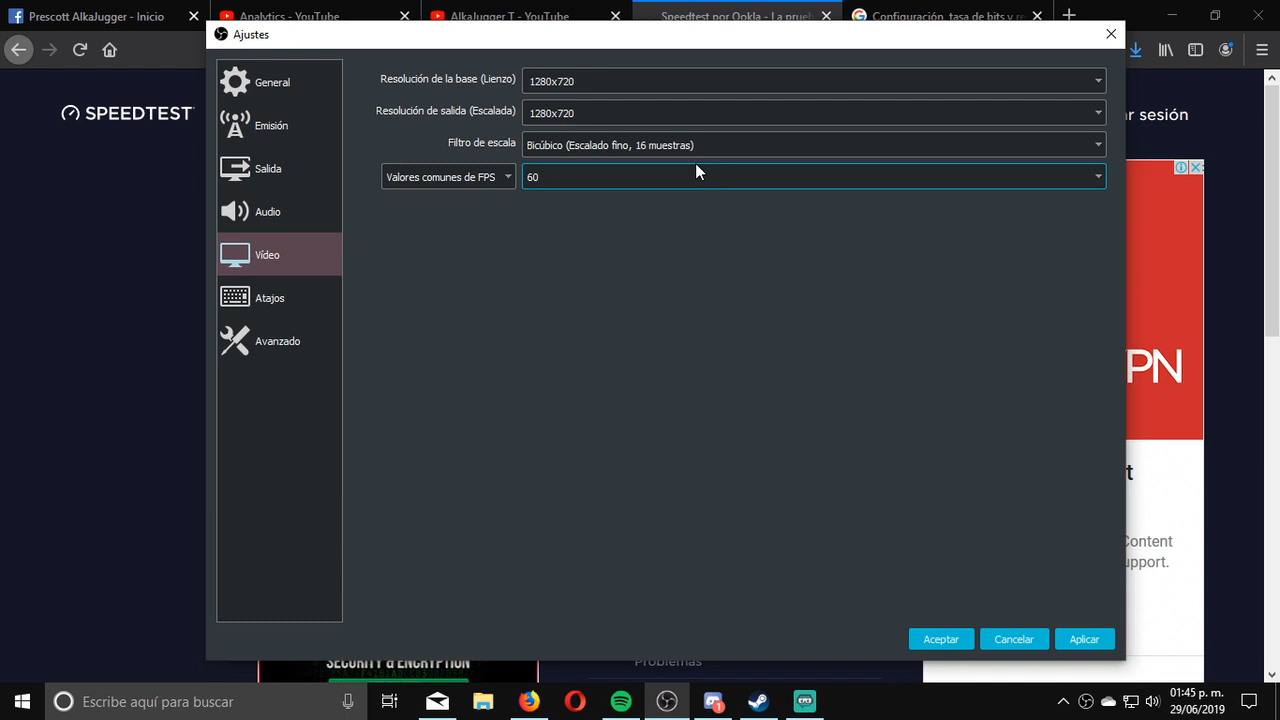 Prescott AlkaJugger - Inicio
Analytics - YouTube
AlkaJugger T - YouTube
Speedtest por Ookla - La prueb
Configuración, tasa de bits y re
Ajustes
SPEEDTEST
ar sesión
General
Emisión
Salida
Audio
Vídeo
Atajos
Avanzado
Resolución de la base (Lienzo)
1280x720
Resolución de salida (Escalada)
1280x720
Filtro de escala
Bicúbico (Escalado fino, 16 muestras)
Valores comunes de FPS
60
PN
t
Content
upport.
Aceptar
Cancelar
Aplicar
SECURITY & ENCRYPTION
Problemas
Escribe aquí para buscar
1
01:45 p. m.
29/06/2019